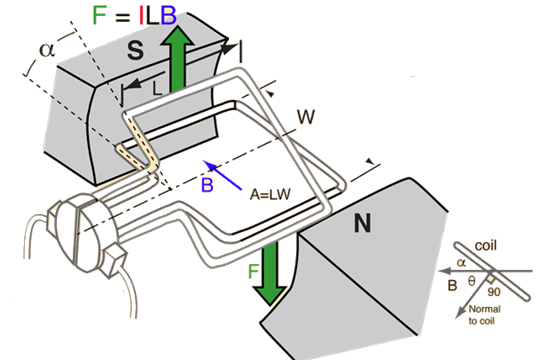 F = ILB
α
S
L
W
B
A=LW
N
F
coil
α
B
θ
90
Normal
to coil